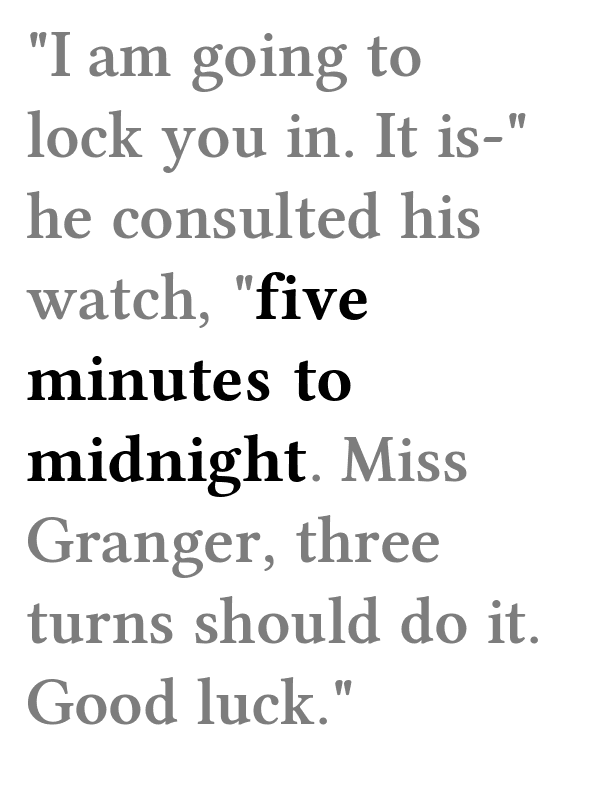 "I am going to
lock you in. It is-"
he consulted his
watch, "five
minutes to
midnight. Miss
Granger, three
turns should do it.
Good luck."